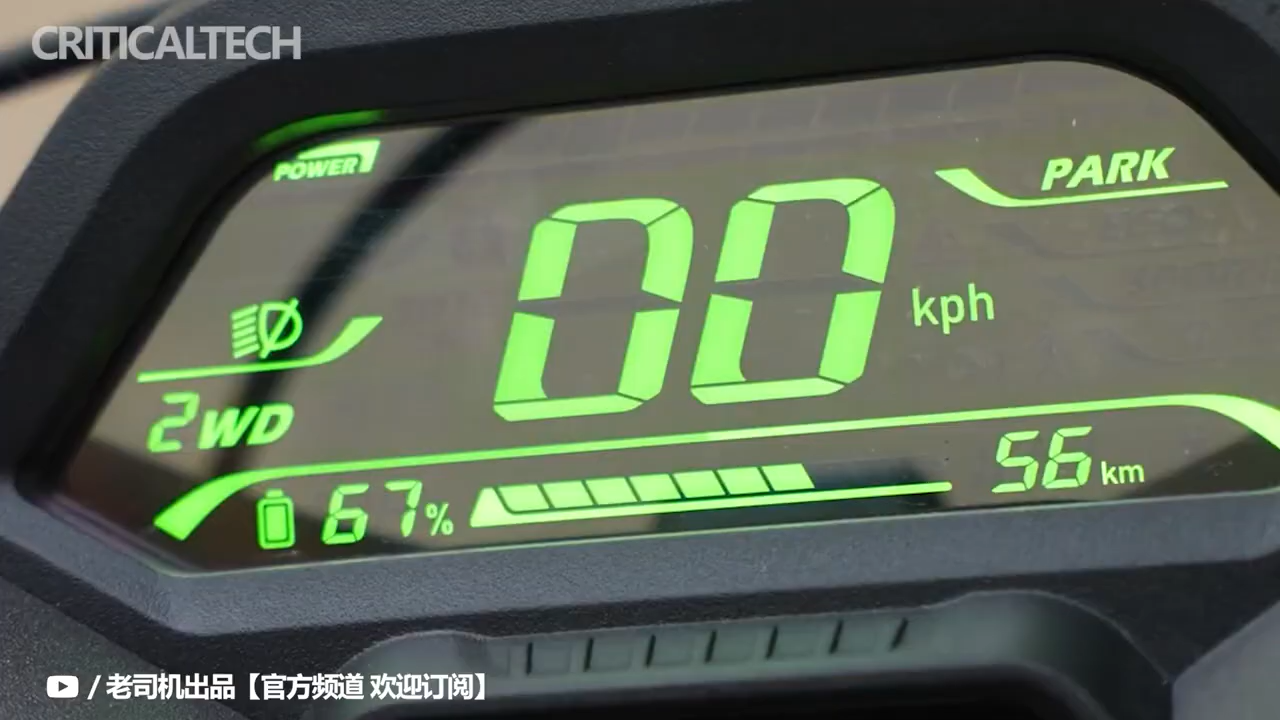 CRITICALTECH
POWER
PARK
00 kph
2WD
67% 56 km
/ 老司机出品【官方频道 欢迎订阅】